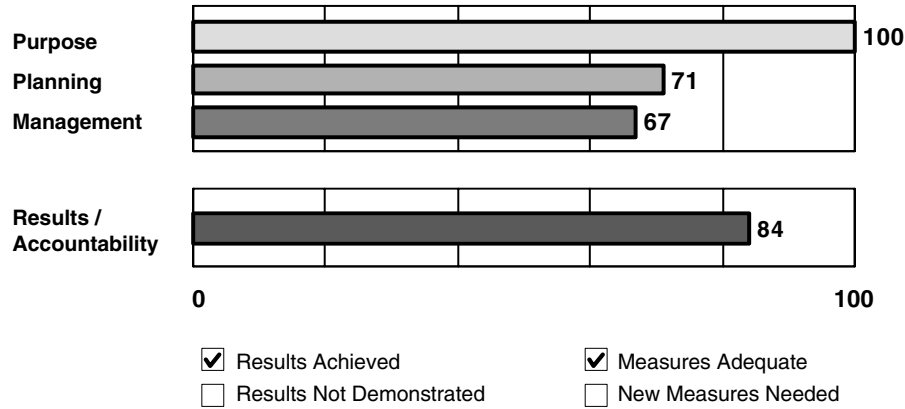 Purpose 100
Planning 71
Management 67
Results / 84
Accountability
0 100
Results Achieved Measures Adequate
Results Not Demonstrated New Measures Needed